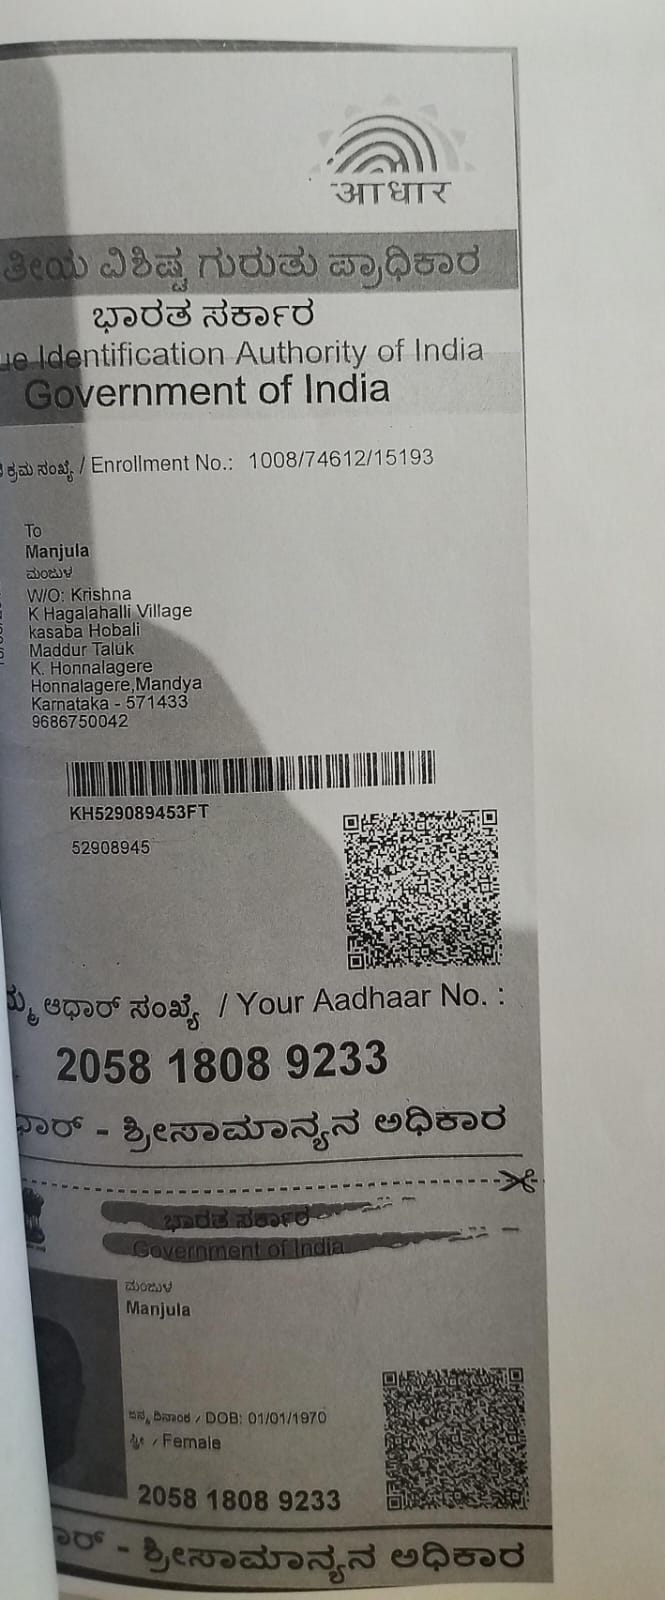 आधार
ವಿಶಿಷ್ಟ ಗುರುತು ಪ್ರಾಧಿಕಾರ
ಭಾರತ ಸರ್ಕಾರ
Identification Authority of India
Government of India
ಕ್ರಮ ಸಂಖ್ಯೆ / Enrollment No.: 1008/74612/15193
To
Manjula
ಮಂಜುಳ
W/O: Krishna
K Hagalahalli Village
kasaba Hobali
Maddur Taluk
K. Honnalagere
Honnalagere,Mandya
Karnataka - 571433
9686750042
KH529089453FT
52908945
ಆಧಾರ್ ಸಂಖ್ಯೆ / Your Aadhaar No. :
2058 1808 9233
- ಶ್ರೀಸಾಮಾನ್ಯನ ಅಧಿಕಾರ
ಭಾರತ ಸರ್ಕಾರ
Government of India
ಮಂಜುಳ
Manjula
ಜನ್ಮ ದಿನಾಂಕ / DOB: 01/01/1970
ಸ್ತ್ರೀ / Female
2058 1808 9233
- ಶ್ರೀಸಾಮಾನ್ಯನ ಅಧಿಕಾರ